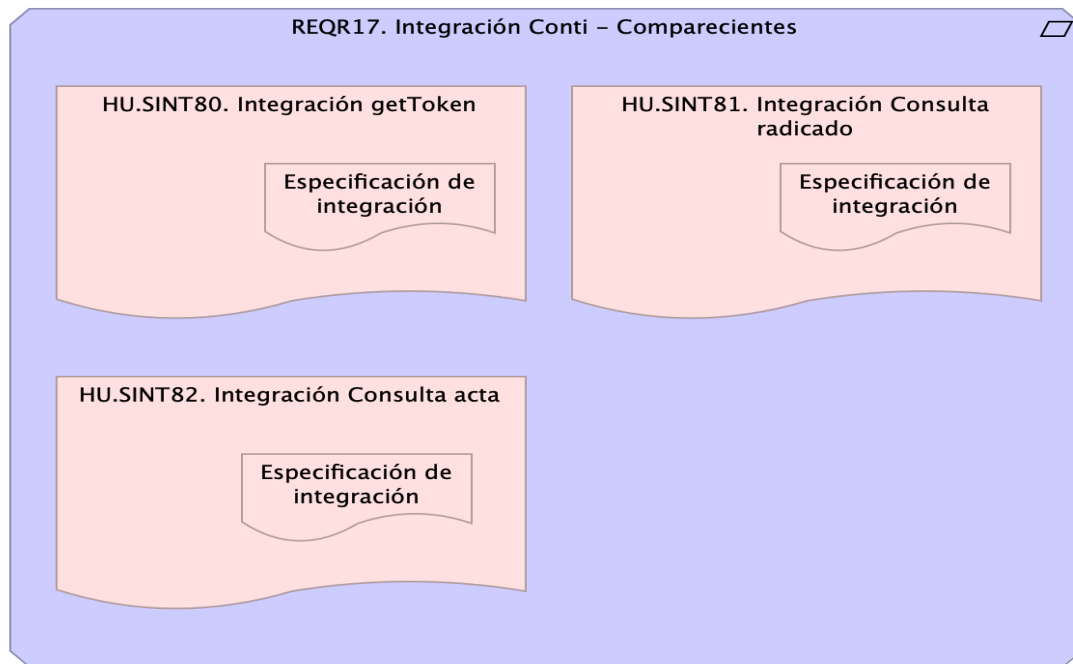 REQR17. Integración Conti – Comparecientes
HU.SINT80. Integración getToken
Especificación de
integración
HU.SINT81. Integración Consulta
radicado
Especificación de
integración
HU.SINT82. Integración Consulta acta
Especificación de
integración